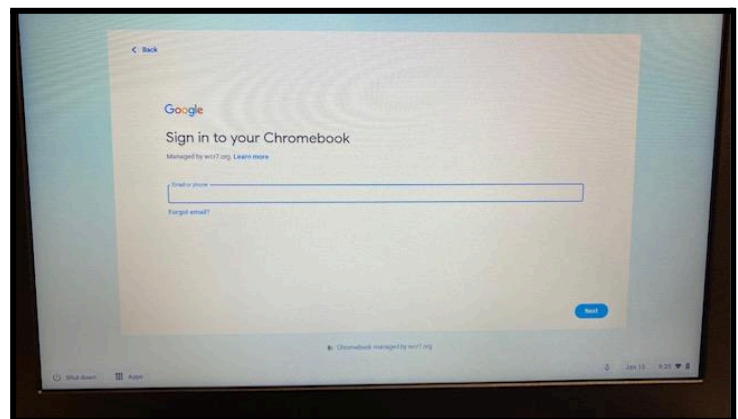 Back
Google
Sign in to your Chromebook
Managed by wcr7.org. Learn more
Email or phone
Forgot email?
Next
Chromebook managed by wcr7.org
Shut down Apps Jan 13